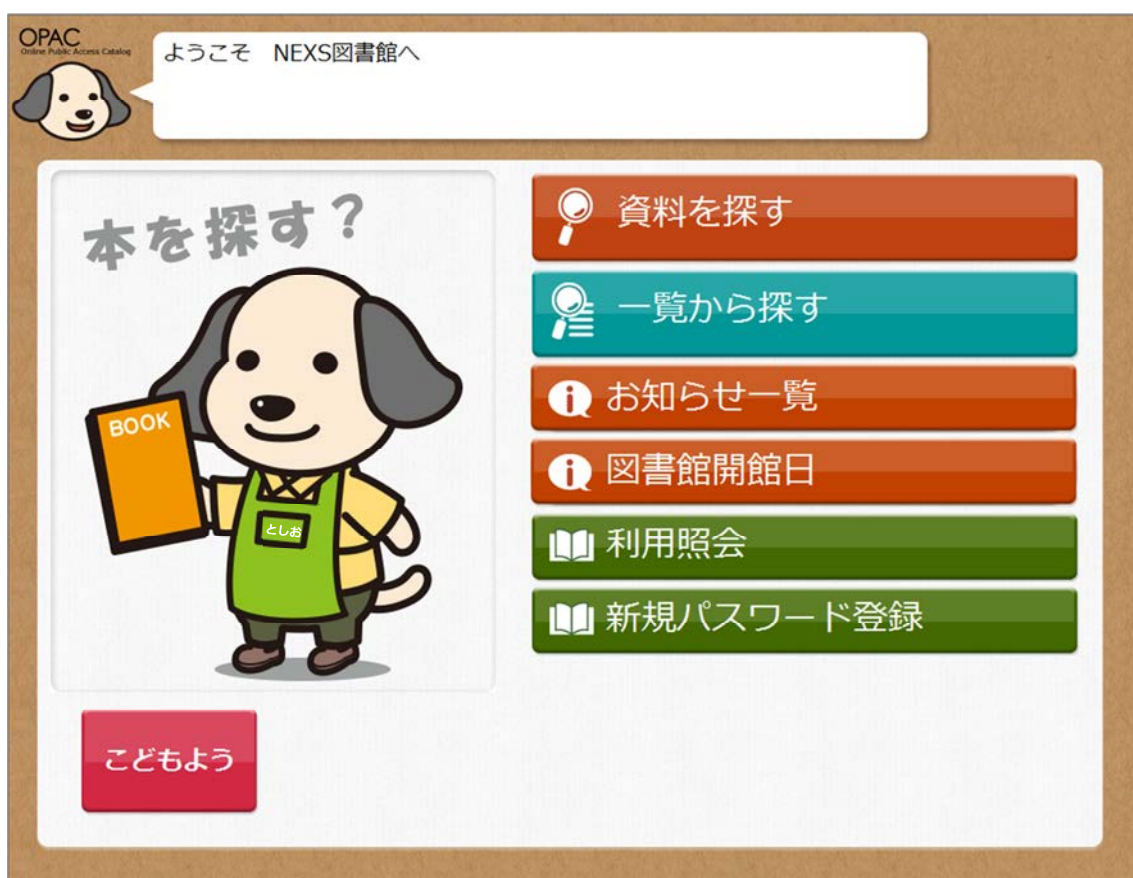 OPAC
Online Public Access Catalog
ようこそ　NEXS図書館へ
本を探す?
BOOK
としお
資料を探す
一覧から探す
お知らせ一覧
図書館開館日
利用照会
新規パスワード登録
こどもよう